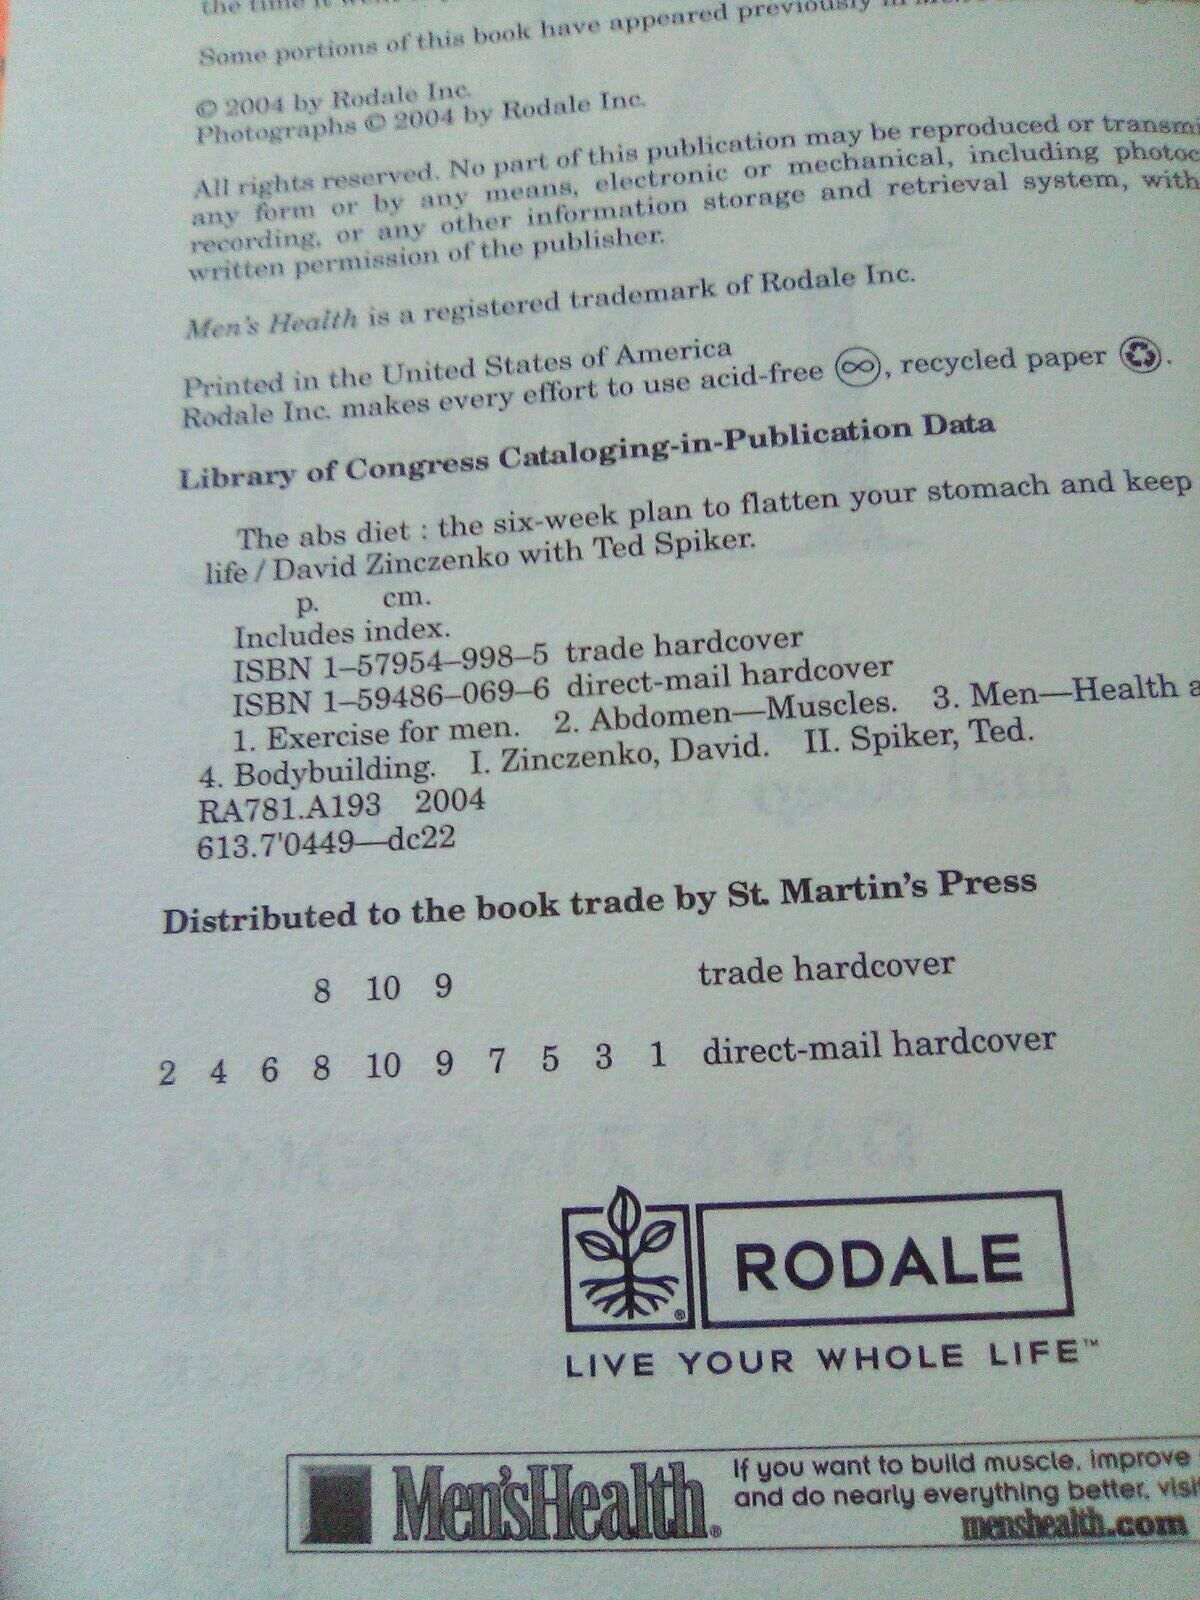 the time it
Some portions of this book have appeared previously in
© 2004 by Rodale Inc.
Photographs © 2004 by Rodale Inc.
All rights reserved. No part of this publication may be reproduced or transmi
any form or by any means, electronic or mechanical, including photoc
recording, or any other information storage and retrieval system, with
written permission of the publisher.
Men's Health is a registered trademark of Rodale Inc.
Printed in the United States of America
Rodale Inc. makes every effort to use acid-free ♾, recycled paper ♻.
Library of Congress Cataloging-in-Publication Data
The abs diet : the six-week plan to flatten your stomach and keep
life / David Zinczenko with Ted Spiker.
p. cm.
Includes index.
ISBN 1–57954–998–5 trade hardcover
ISBN 1–59486–069–6 direct-mail hardcover
1. Exercise for men. 2. Abdomen—Muscles. 3. Men—Health a
4. Bodybuilding. I. Zinczenko, David. II. Spiker, Ted.
RA781.A193 2004
613.7'0449—dc22
Distributed to the book trade by St. Martin's Press
8 10 9 trade hardcover
2 4 6 8 10 9 7 5 3 1 direct-mail hardcover
RODALE
®
LIVE YOUR WHOLE LIFE™
Men'sHealth®
If you want to build muscle, improve
and do nearly everything better, visi
menshealth.com